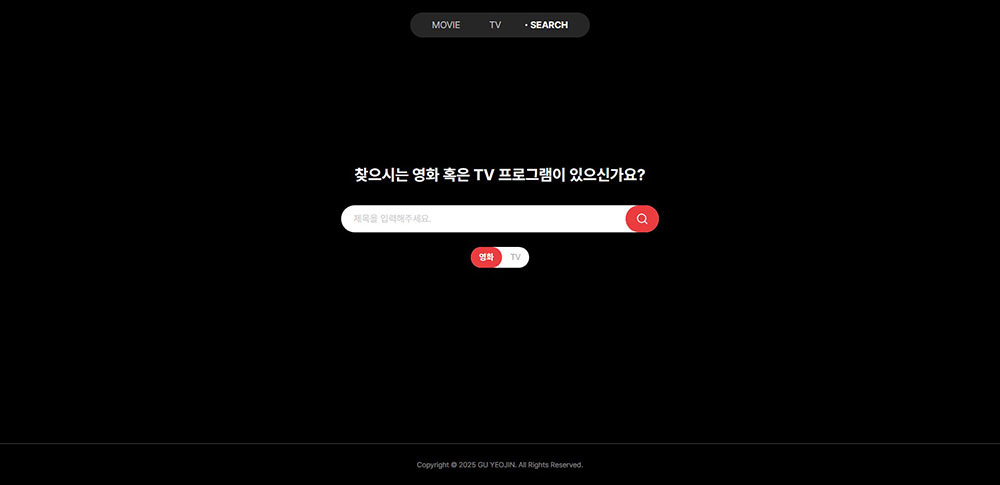 MOVIE TV • SEARCH
찾으시는 영화 혹은 TV 프로그램이 있으신가요?
제목을 입력해주세요.
영화 TV
Copyright © 2025 GU YEOJIN. All Rights Reserved.